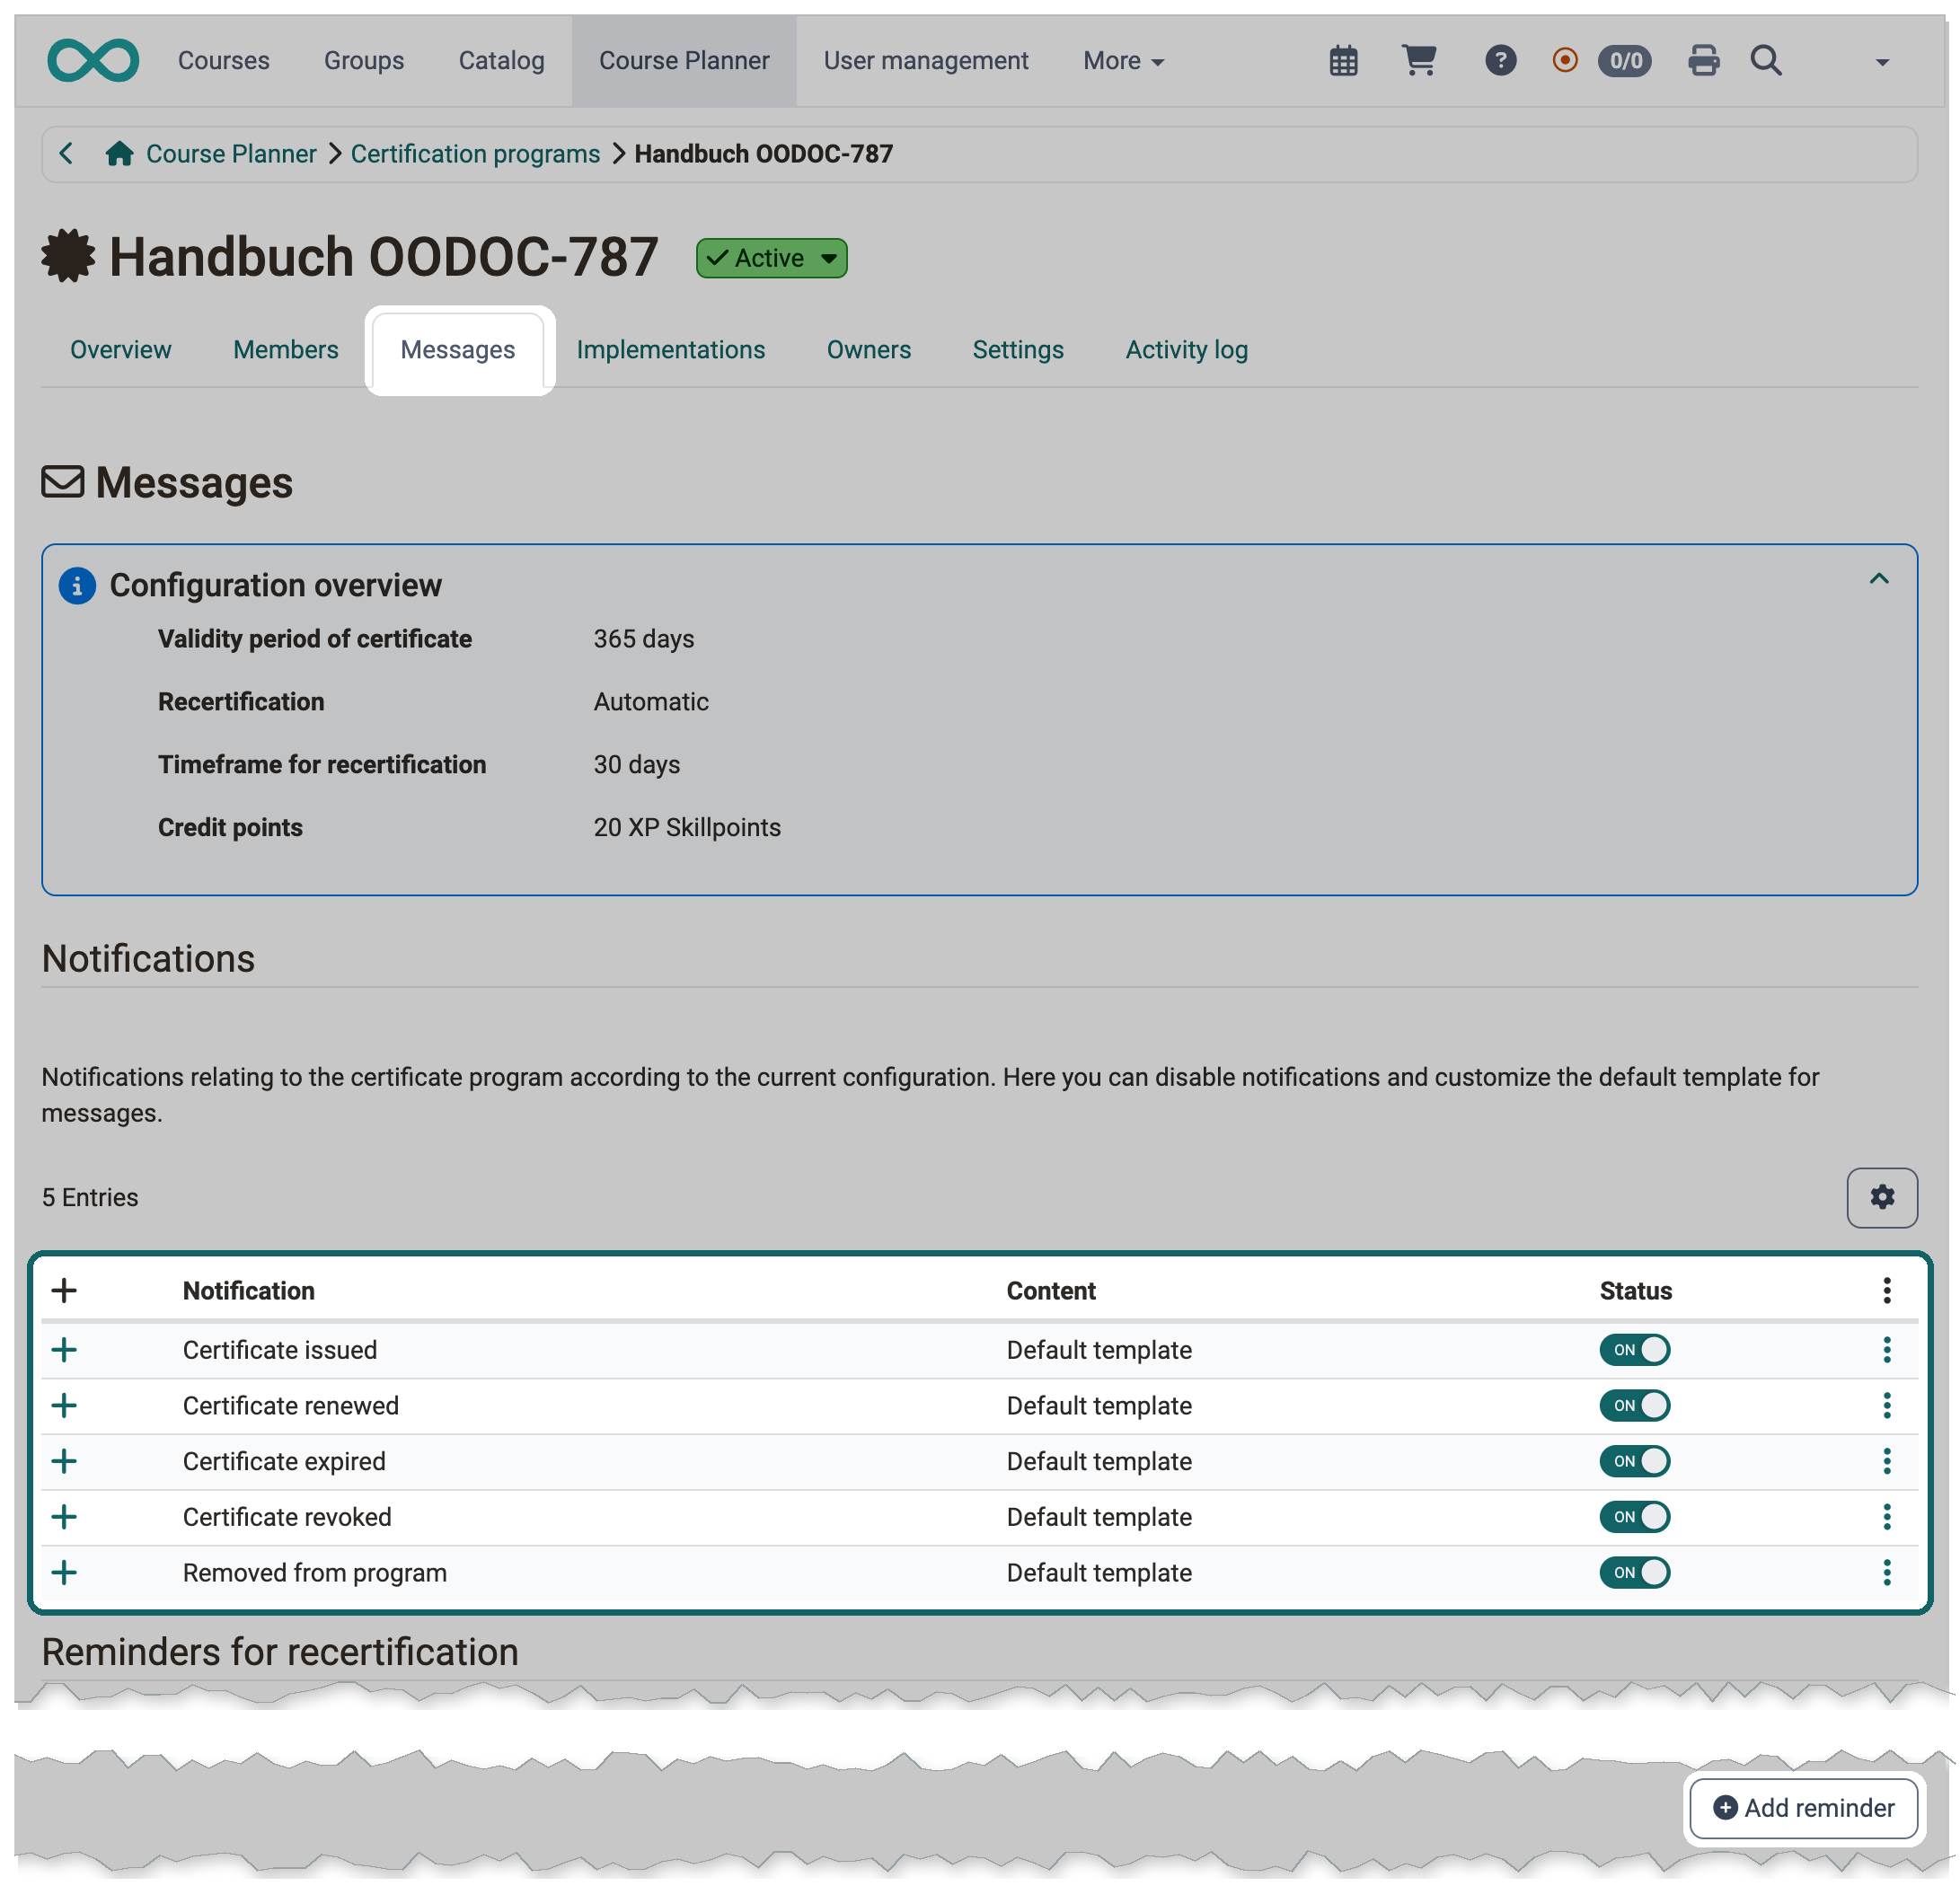 Courses Groups Catalog Course Planner User management More 0/0
Course Planner Certification programs Handbuch OODOC-787
Handbuch OODOC-787 Active
Overview Members Messages Implementations Owners Settings Activity log
Messages
Configuration overview
Validity period of certificate 365 days
Recertification Automatic
Timeframe for recertification 30 days
Credit points 20 XP Skillpoints
Notifications
Notifications relating to the certificate program according to the current configuration. Here you can disable notifications and customize the default template for
messages.
5 Entries
Notification Content Status
Certificate issued Default template ON
Certificate renewed Default template ON
Certificate expired Default template ON
Certificate revoked Default template ON
Removed from program Default template ON
Reminders for recertification
Add reminder